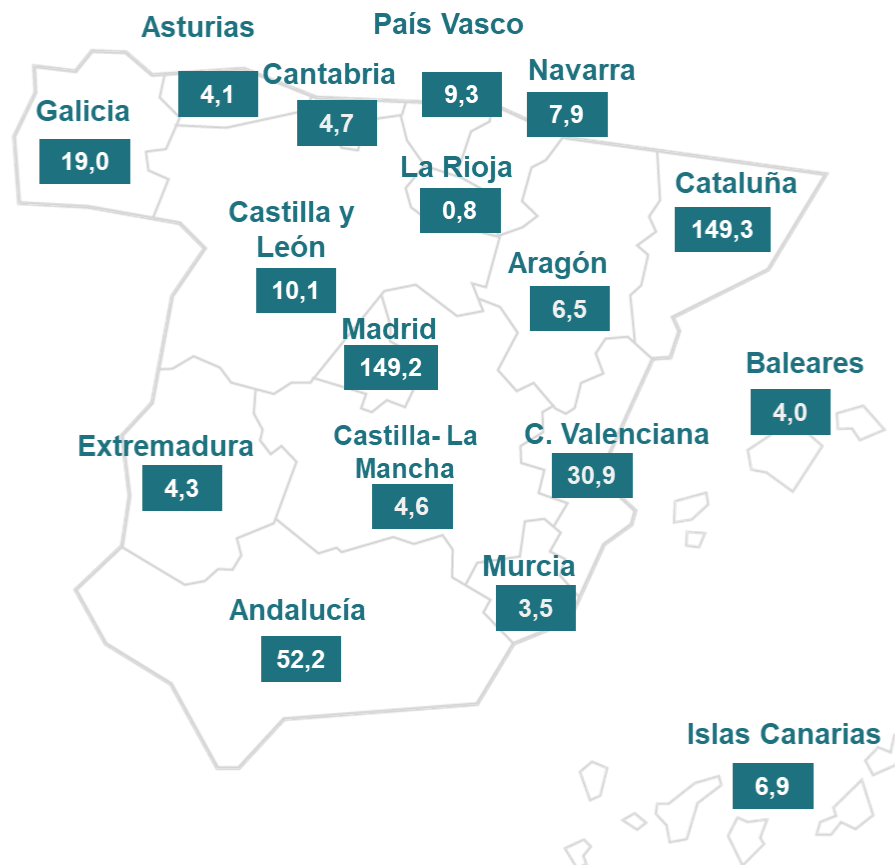 Asturias
4,1
País Vasco
9,3
Cantabria
4,7
Navarra
7,9
Galicia
19,0
La Rioja
0,8
Cataluña
149,3
Castilla y
León
10,1
Aragón
6,5
Madrid
149,2
Baleares
4,0
Extremadura
4,3
Castilla- La
Mancha
4,6
C. Valenciana
30,9
Murcia
3,5
Andalucía
52,2
Islas Canarias
6,9